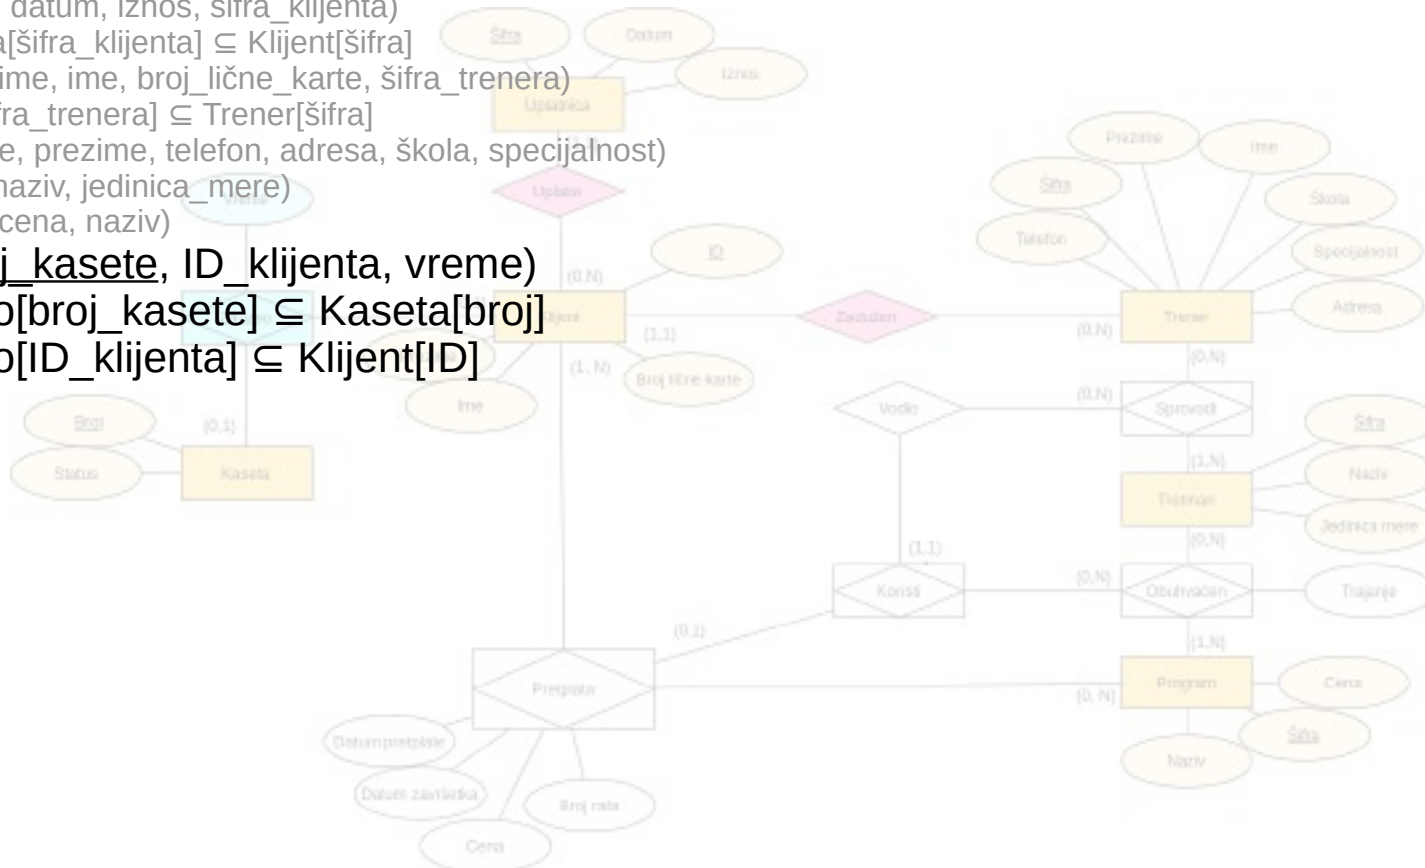 datum, iznos, šifra_klijenta)
a[šifra_klijenta] ⊆ Klijent[šifra]
ime, ime, broj_lične_karte, šifra_trenera)
fra_trenera] ⊆ Trener[šifra]
e, prezime, telefon, adresa, škola, specijalnost)
naziv, jedinica_mere)
cena, naziv)
j_kasete, ID_klijenta, vreme)
o[broj_kasete] ⊆ Kaseta[broj]
o[ID_klijenta] ⊆ Klijent[ID]
Šifra
Datum
Iznos
Uplatnica
Uplata
(0,N)
ID
(1,1)
(1, N)
Broj lične karte
Ime
Broj
Status
(0,1)
Kaseta
Zadužen
Prezime
Ime
Šifra
Škola
Telefon
Specijalnost
Adresa
Trener
(0,N)
(0,N)
Vodio
(0,N)
Sprovodi
(1,N)
Šifra
Naziv
Tretman
Jedinica mere
(0,N)
(1,1)
Koristi
(0,N)
Obuhvaćen
Trajanje
(0,1)
(1,N)
Pretplata
Program
(0, N)
Cena
Šifra
Naziv
Datum pretplate
Datum završetka
Broj rata
Cena